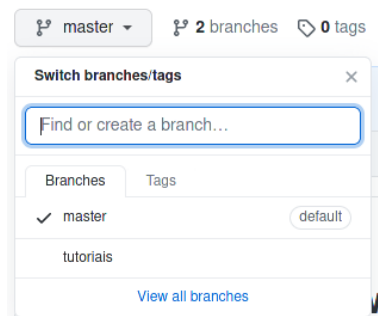 master 2 branches 0 tags
Switch branches/tags
Find or create a branch...
Branches Tags
master default
tutoriais
View all branches